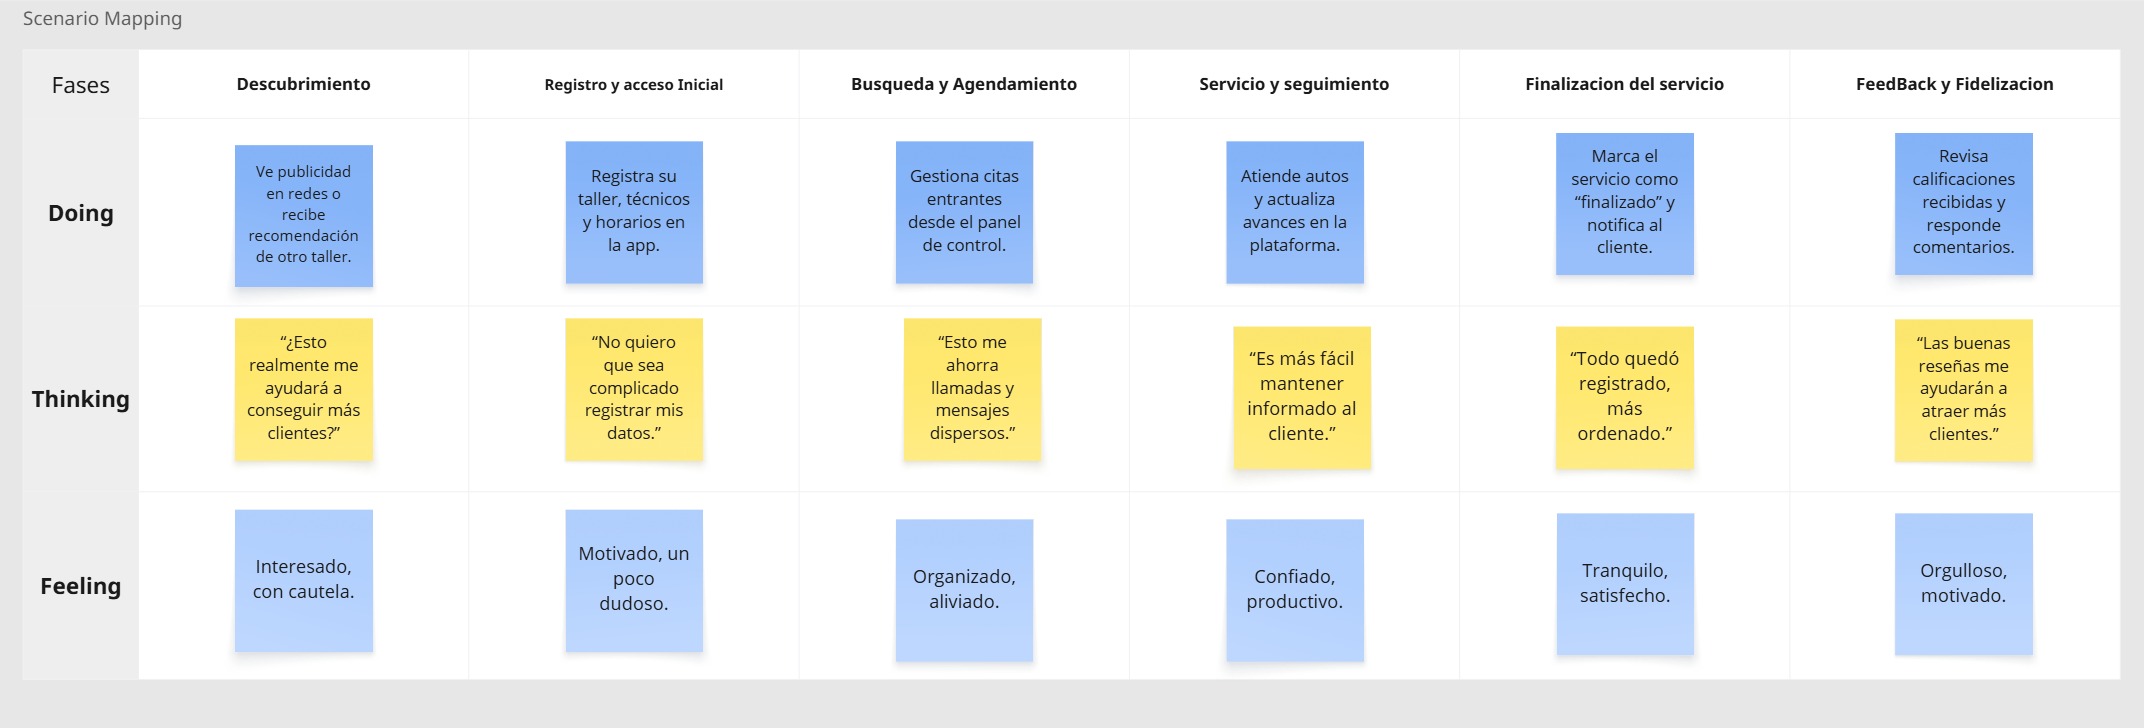 Scenario Mapping
Fases
Descubrimiento
Registro y acceso Inicial
Busqueda y Agendamiento
Servicio y seguimiento
Finalizacion del servicio
FeedBack y Fidelizacion
Doing
Ve publicidad
en redes o
recibe
recomendación
de otro taller.
Registra su
taller, técnicos
y horarios en
la app.
Gestiona citas
entrantes
desde el panel
de control.
Atiende autos
y actualiza
avances en la
plataforma.
Marca el
servicio como
“finalizado” y
notifica al
cliente.
Revisa
calificaciones
recibidas y
responde
comentarios.
Thinking
“¿Esto
realmente me
ayudará a
conseguir más
clientes?”
“No quiero
que sea
complicado
registrar mis
datos.”
“Esto me
ahorra
llamadas y
mensajes
dispersos.”
“Es más fácil
mantener
informado al
cliente.”
“Todo quedó
registrado,
más
ordenado.”
“Las buenas
reseñas me
ayudarán a
atraer más
clientes.”
Feeling
Interesado,
con cautela.
Motivado, un
poco
dudoso.
Organizado,
aliviado.
Confiado,
productivo.
Tranquilo,
satisfecho.
Orgulloso,
motivado.